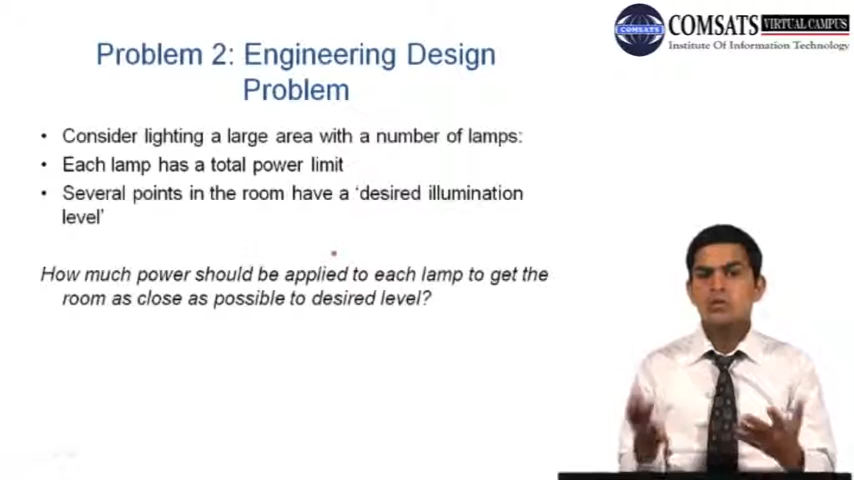 COMSATS VIRTUAL CAMPUS
COMSATS
Institute Of Information Technology
Problem 2: Engineering Design
Problem
• Consider lighting a large area with a number of lamps:
• Each lamp has a total power limit
• Several points in the room have a ‘desired illumination
level’
How much power should be applied to each lamp to get the
room as close as possible to desired level?